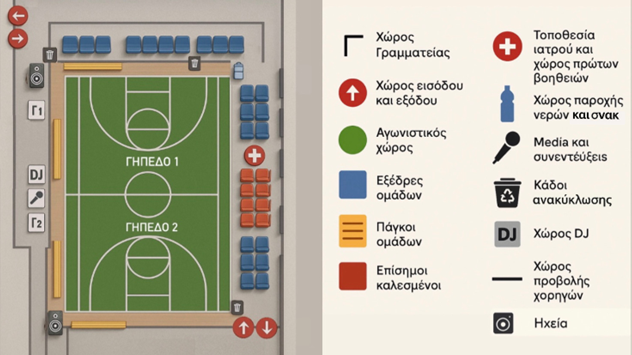 Γ1
DJ
Γ2
ΓΗΠΕΔΟ 1
ΓΗΠΕΔΟ 2
Χώρος
Γραμματείας
Χώρος εισόδου
και εξόδου
Αγωνιστικός
χώρος
Εξέδρες
ομάδων
Πάγκοι
ομάδων
Επίσημοι
καλεσμένοι
Τοποθεσία
ιατρού και
χώρος πρώτων
βοηθειών
Χώρος παροχής
νερών και σνακ
Media και
συνεντεύξεις
Κάδοι
ανακύκλωσης
DJ
Χώρος DJ
Χώρος
προβολής
χορηγών
Ηχεία